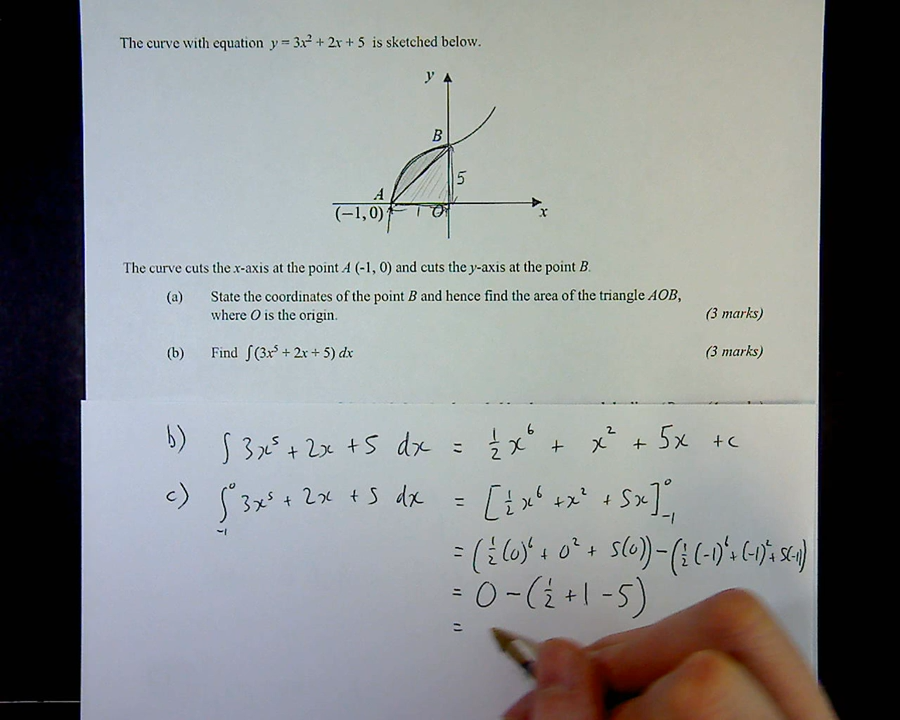 The curve with equation y = 3x² + 2x + 5 is sketched below.
y
B
5
A
(−1, 0)
1
O
x
The curve cuts the x-axis at the point A (-1, 0) and cuts the y-axis at the point B.
(a) State the coordinates of the point B and hence find the area of the triangle AOB,
where O is the origin. (3 marks)
(b) Find ∫(3x⁵ + 2x + 5) dx (3 marks)
b) ∫ 3x⁵ + 2x + 5 dx = ½x⁶ + x² + 5x + c
c) ∫₋₁⁰ 3x⁵ + 2x + 5 dx = [½x⁶ + x² + 5x]₋₁⁰
= (½(0)⁶ + 0² + 5(0)) − (½(-1)⁶ + (-1)² + 5(-1))
= 0 − (½ + 1 − 5)
=